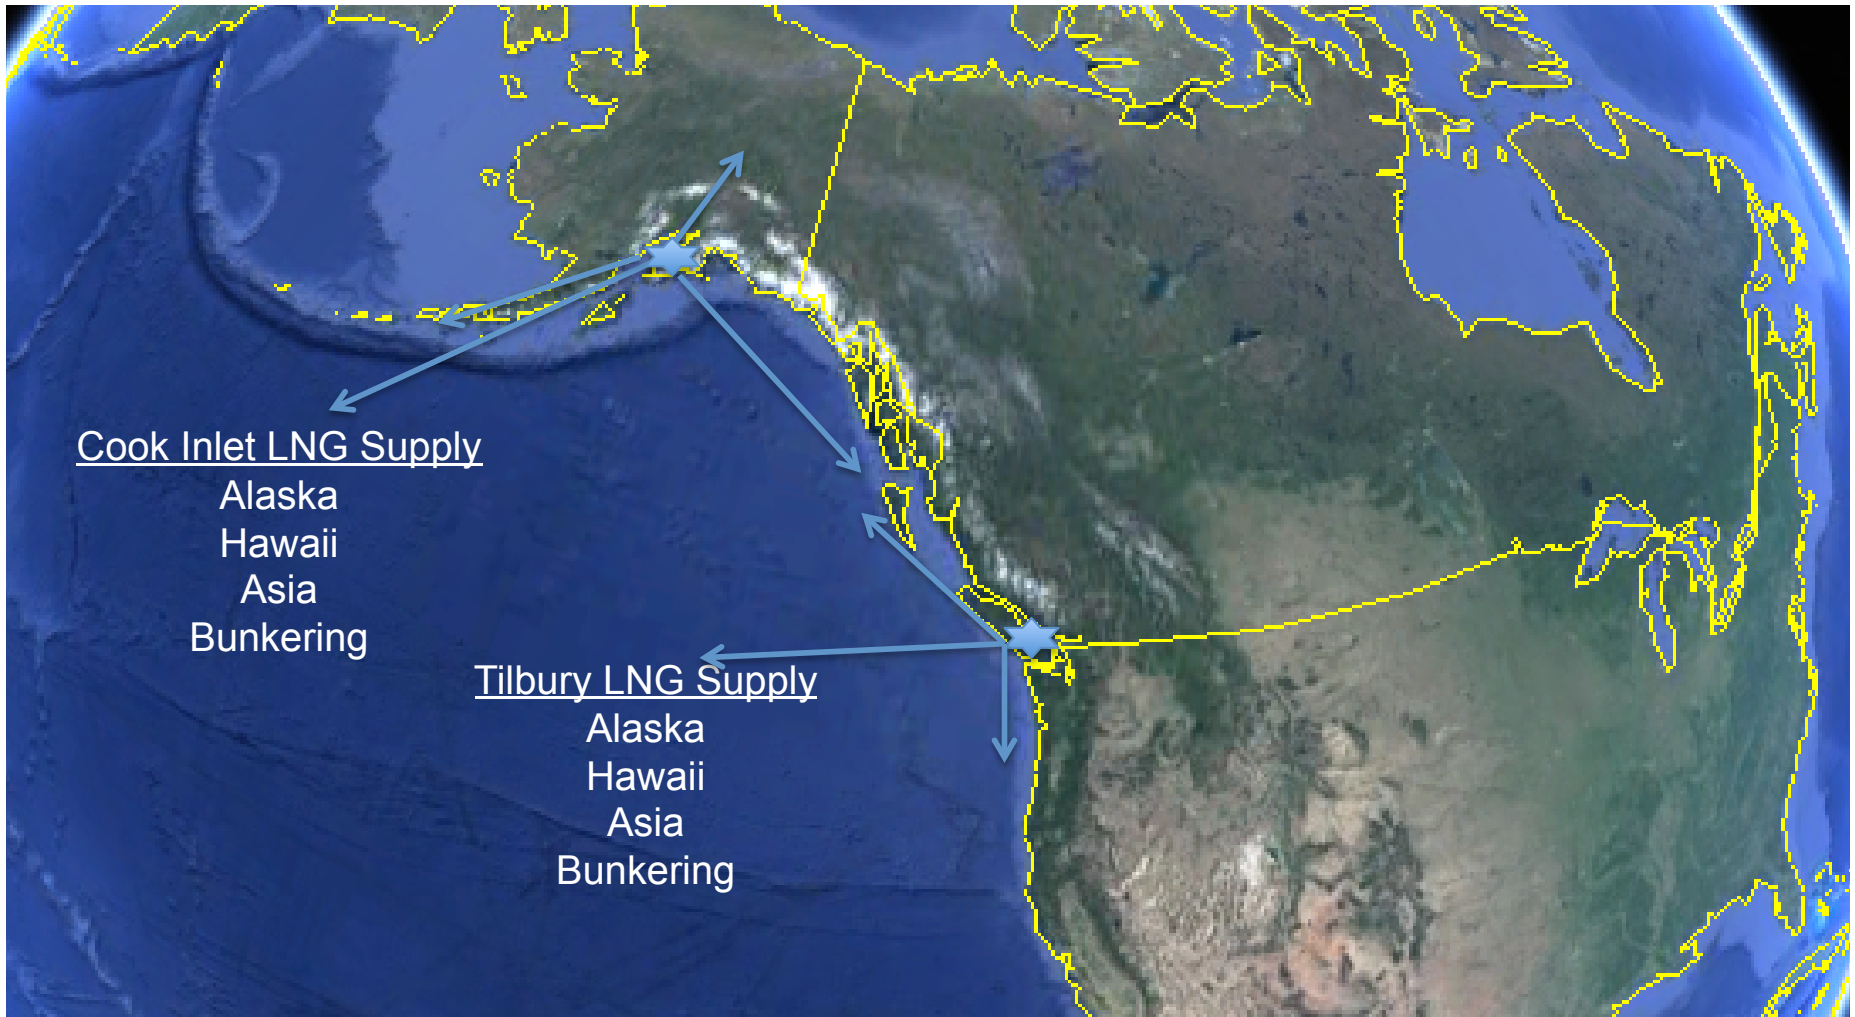 Cook Inlet LNG Supply
Alaska
Hawaii
Asia
Bunkering
Tilbury LNG Supply
Alaska
Hawaii
Asia
Bunkering